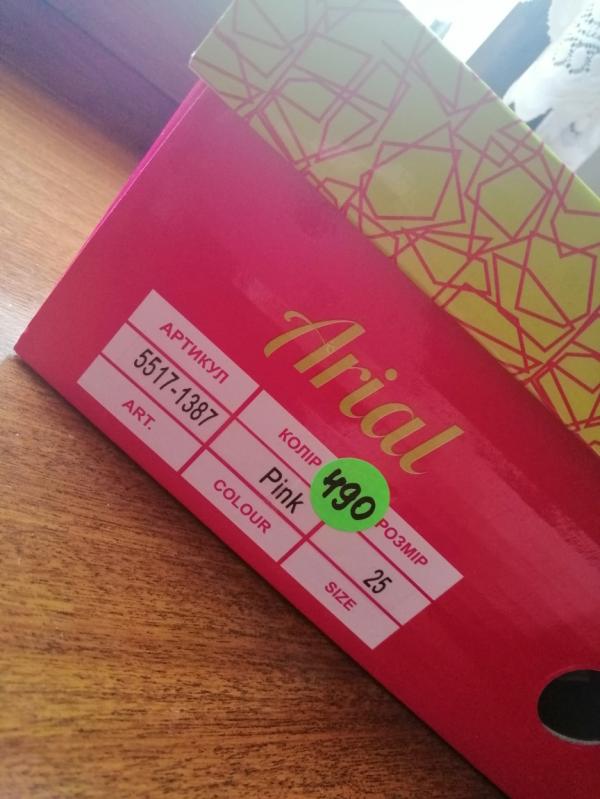 Arial
АРТИКУЛ
5517-1387
ART.
КОЛІР
Pink
COLOUR
490
РОЗМІР
25
SIZE